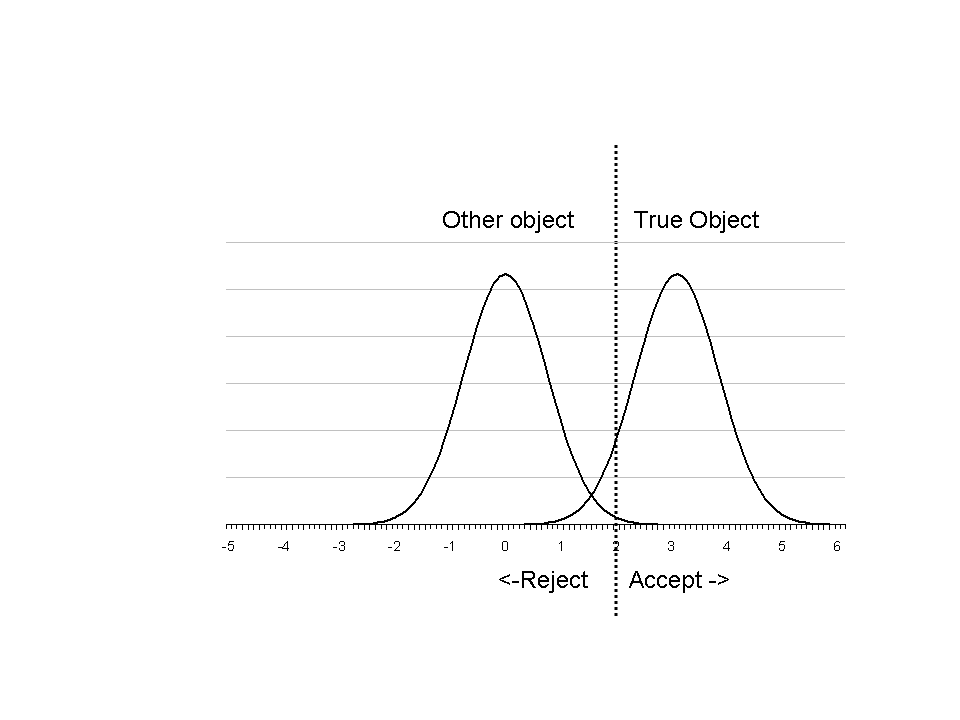 Other object True Object
-5 -4 -3 -2 -1 0 1 2 3 4 5 6
<-Reject Accept ->